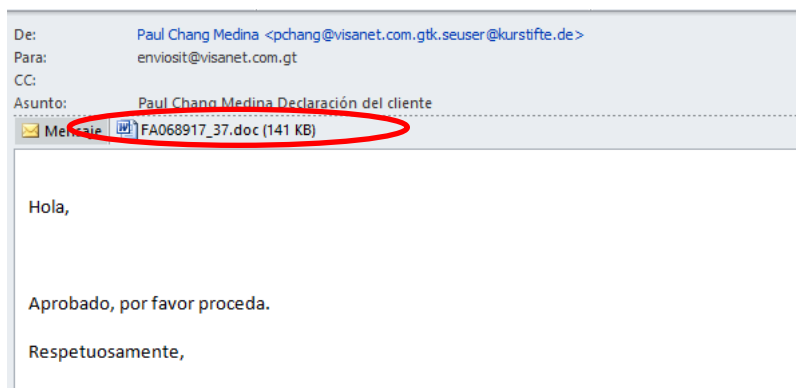 De: Paul Chang Medina <pchang@visanet.com.gtk.seuser@kurstifte.de>
Para: enviosit@visanet.com.gt
CC:
Asunto: Paul Chang Medina Declaración del cliente
Mensaje FA068917_37.doc (141 KB)
Hola,
Aprobado, por favor proceda.
Respetuosamente,